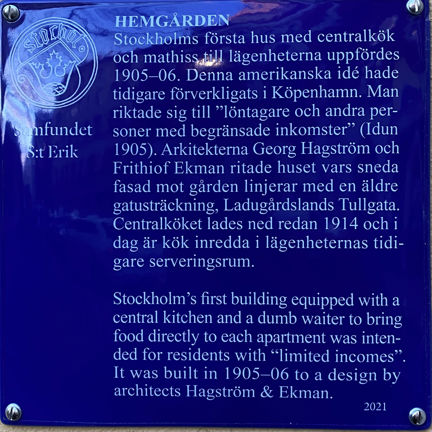 HEMGÅRDEN
Stockholms första hus med centralkök
och mathiss till lägenheterna uppfördes
1905–06. Denna amerikanska idé hade
tidigare förverkligats i Köpenhamn. Man
riktade sig till ”löntagare och andra per-
soner med begränsade inkomster” (Idun
1905). Arkitekterna Georg Hagström och
Frithiof Ekman ritade huset vars sneda
fasad mot gården linjerar med en äldre
gatusträckning, Ladugårdslands Tullgata.
Centralköket lades ned redan 1914 och i
dag är kök inredda i lägenheternas tidi-
gare serveringsrum.
Stockholm’s first building equipped with a
central kitchen and a dumb waiter to bring
food directly to each apartment was inten-
ded for residents with “limited incomes”.
It was built in 1905–06 to a design by
architects Hagström & Ekman.
2021
Samfundet
S:t Erik